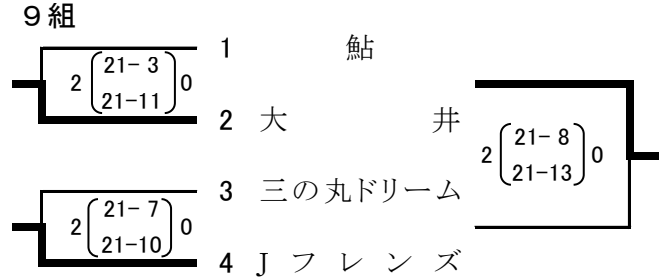 9組
1 鮎
2 (21- 3 21-11) 0
2 大井
2 (21- 8 21-13) 0
3 三の丸ドリーム
2 (21- 7 21-10) 0
4 Jフレンズ